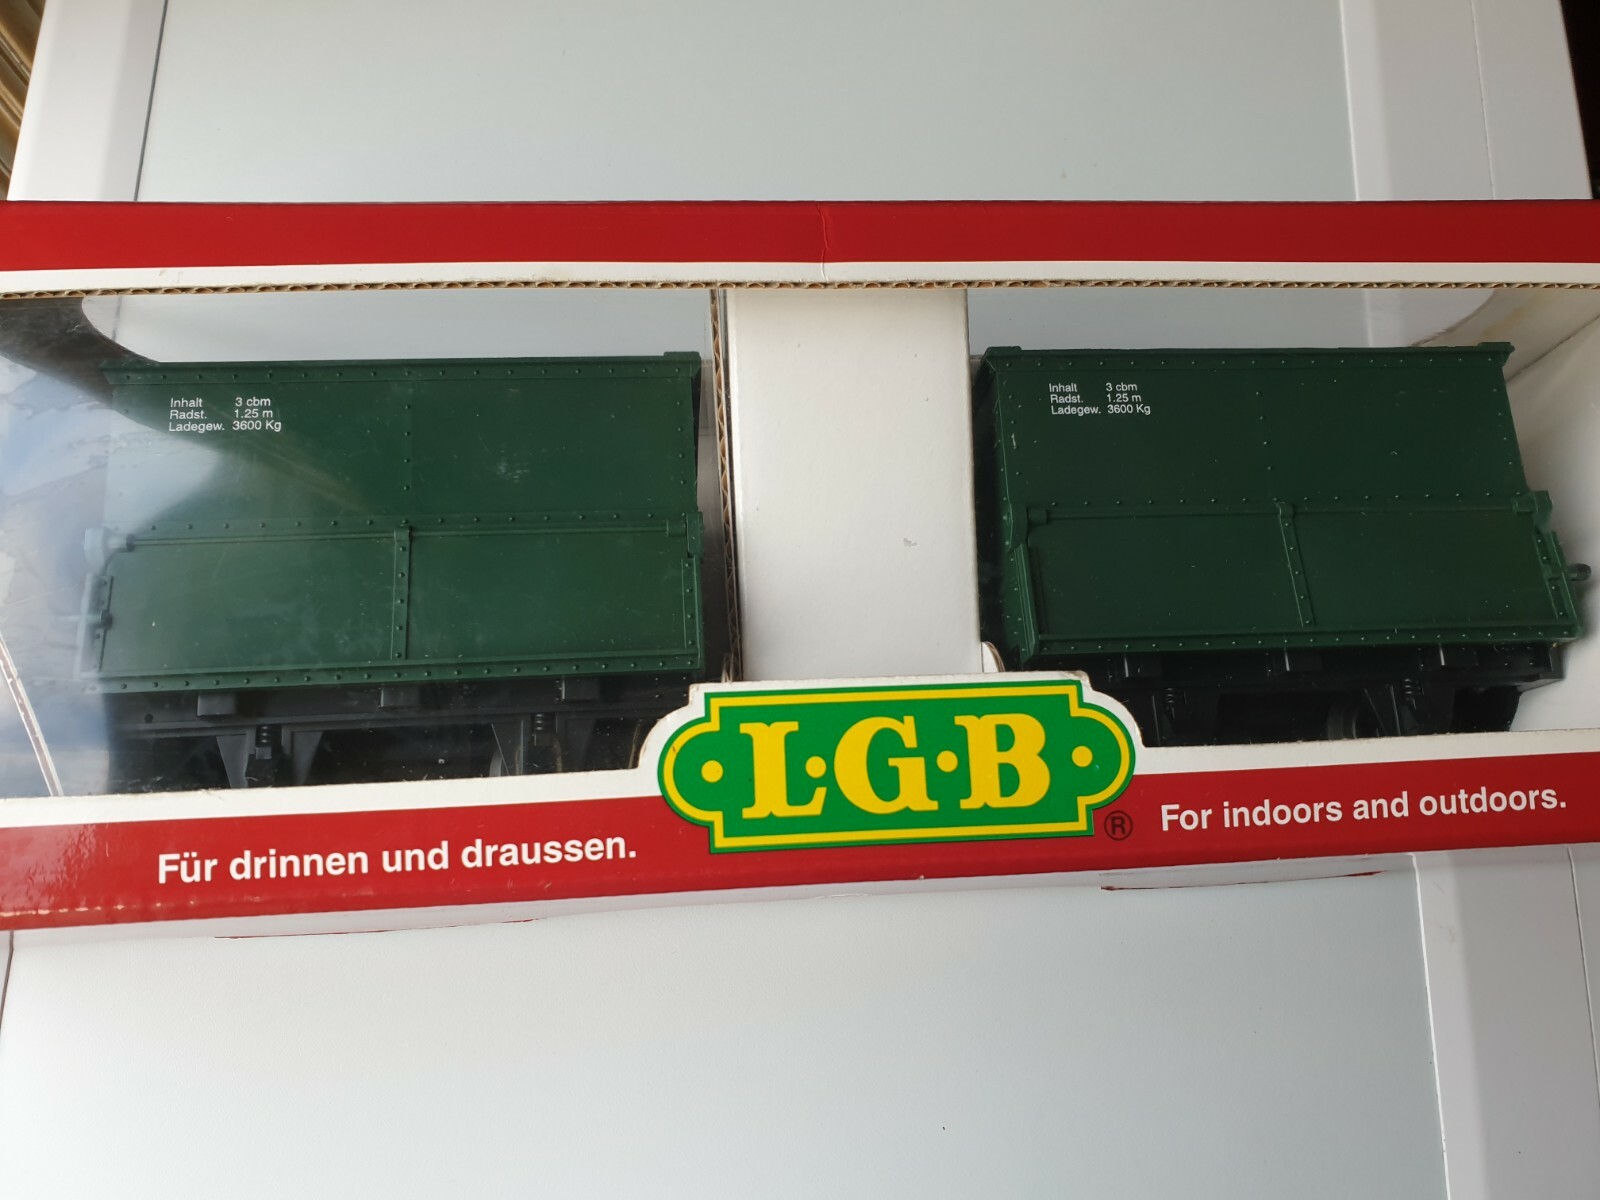 Inhalt 3 cbm
Radst. 1.25 m
Ladegew. 3600 Kg
Inhalt 3 cbm
Radst. 1.25 m
Ladegew. 3600 Kg
L·G·B
®
Für drinnen und draussen.
For indoors and outdoors.